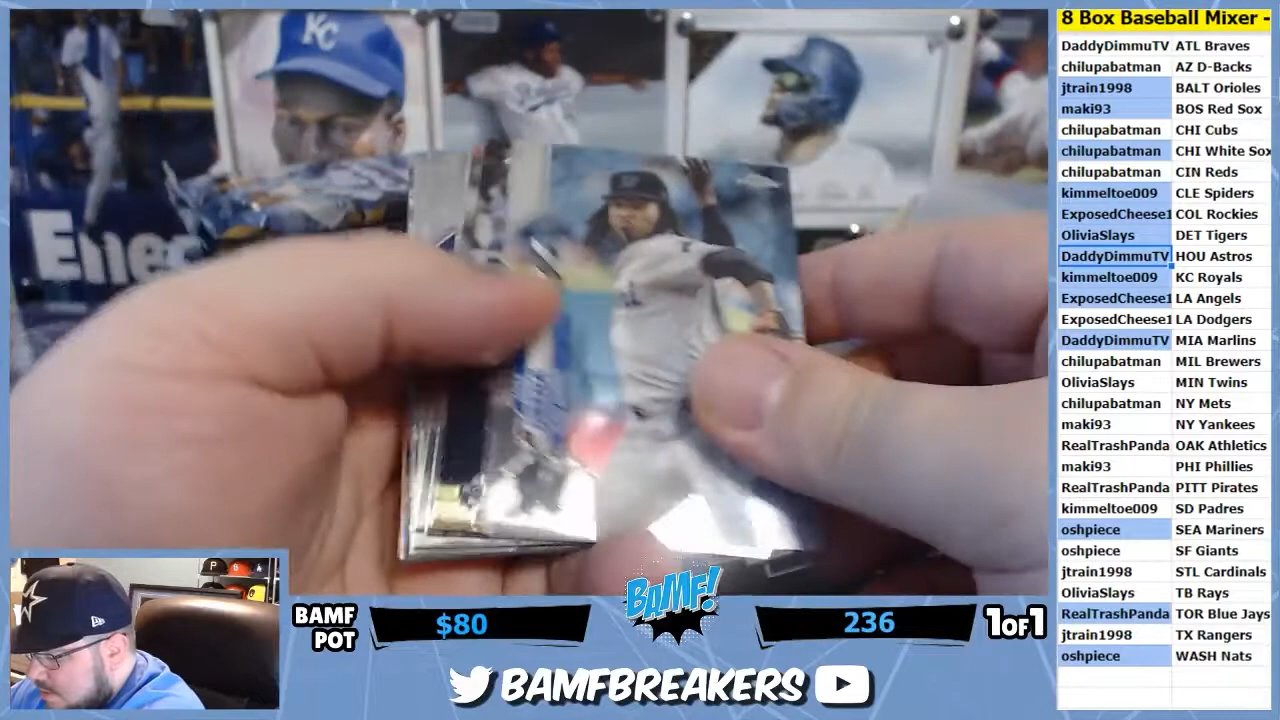 8 Box Baseball Mixer -
DaddyDimmuTV ATL Braves
chilupabatman AZ D-Backs
jtrain1998 BALT Orioles
maki93 BOS Red Sox
chilupabatman CHI Cubs
chilupabatman CHI White Sox
chilupabatman CIN Reds
kimmeltoe009 CLE Spiders
ExposedCheese1 COL Rockies
OliviaSlays DET Tigers
DaddyDimmuTV HOU Astros
kimmeltoe009 KC Royals
ExposedCheese1 LA Angels
ExposedCheese1 LA Dodgers
DaddyDimmuTV MIA Marlins
chilupabatman MIL Brewers
OliviaSlays MIN Twins
chilupabatman NY Mets
maki93 NY Yankees
RealTrashPanda OAK Athletics
maki93 PHI Phillies
RealTrashPanda PITT Pirates
kimmeltoe009 SD Padres
oshpiece SEA Mariners
oshpiece SF Giants
jtrain1998 STL Cardinals
OliviaSlays TB Rays
RealTrashPanda TOR Blue Jays
jtrain1998 TX Rangers
oshpiece WASH Nats
KC
Ener
BAMF POT $80 BAMF! 236 1OF1
BAMFBREAKERS